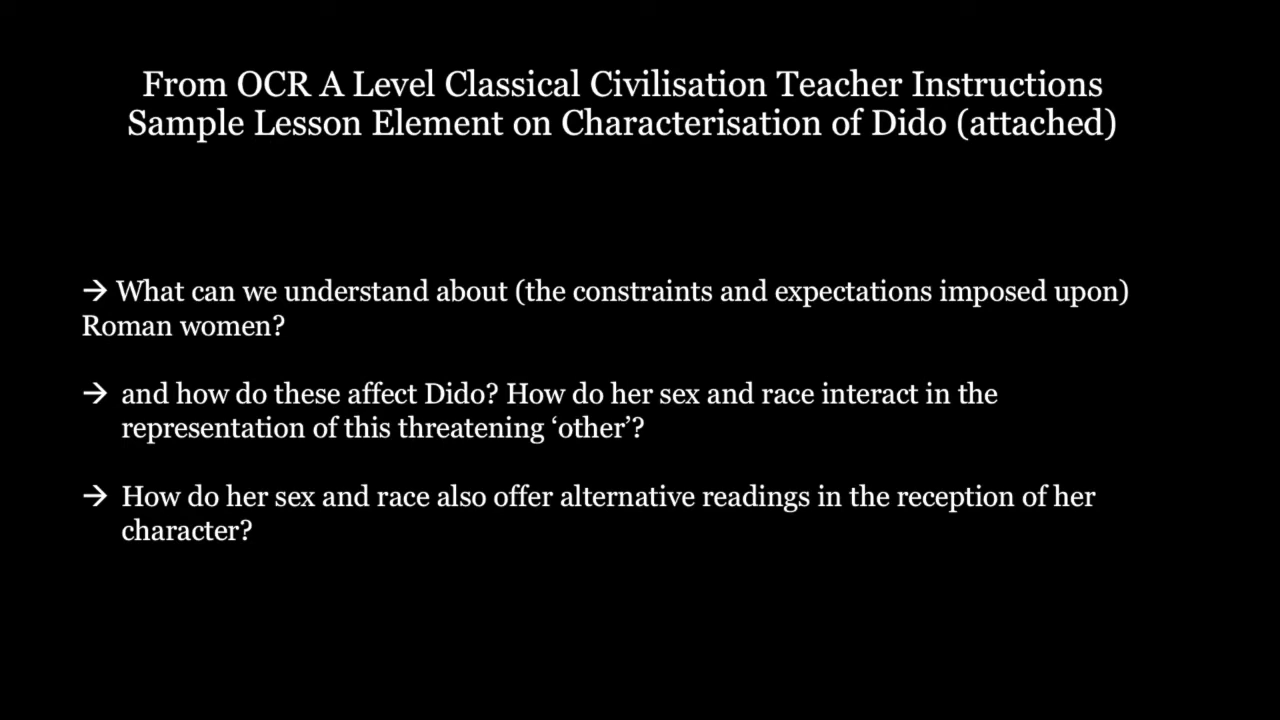 From OCR A Level Classical Civilisation Teacher Instructions
Sample Lesson Element on Characterisation of Dido (attached)
→ What can we understand about (the constraints and expectations imposed upon)
Roman women?
→ and how do these affect Dido? How do her sex and race interact in the
representation of this threatening ‘other’?
→ How do her sex and race also offer alternative readings in the reception of her
character?